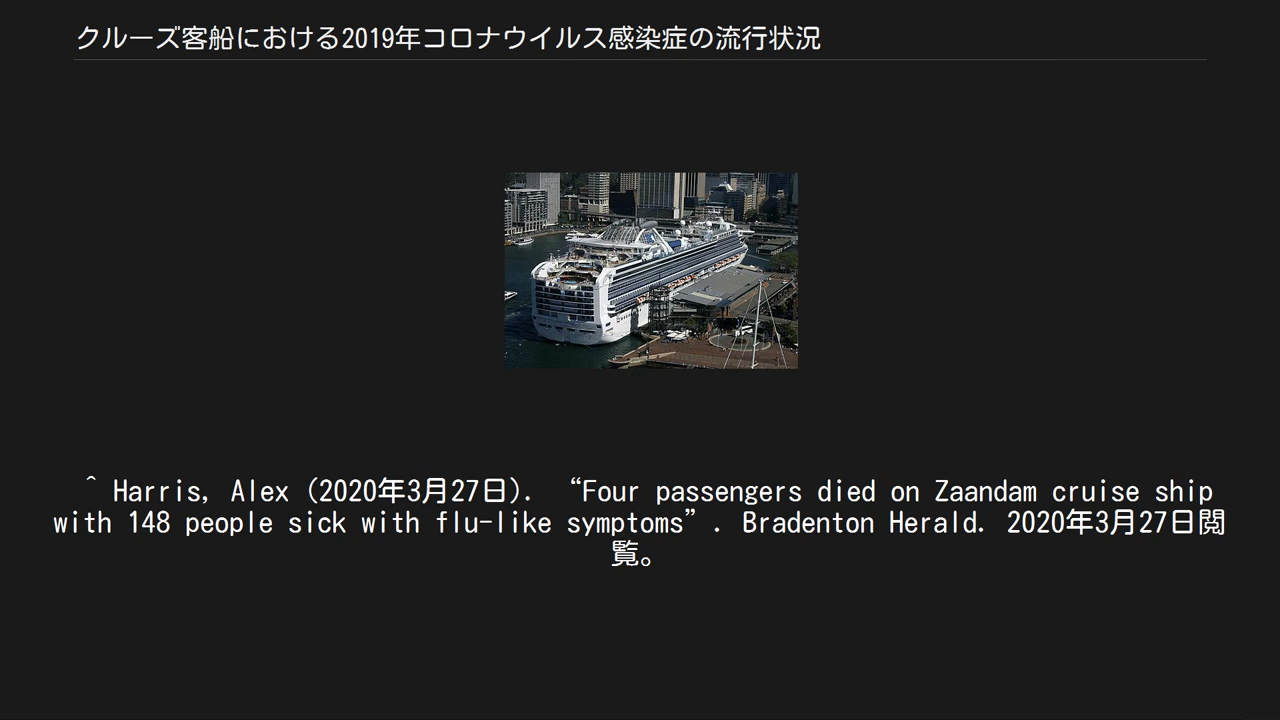 クルーズ客船における2019年コロナウイルス感染症の流行状況
^ Harris, Alex (2020年3月27日). “Four passengers died on Zaandam cruise ship
with 148 people sick with flu-like symptoms”. Bradenton Herald. 2020年3月27日閲
覧。